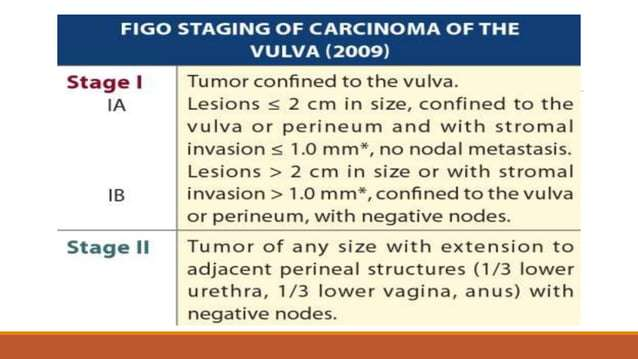 FIGO STAGING OF CARCINOMA OF THE
VULVA (2009)
Stage I Tumor confined to the vulva.
IA Lesions ≤ 2 cm in size, confined to the
vulva or perineum and with stromal
invasion ≤ 1.0 mm*, no nodal metastasis.
Lesions > 2 cm in size or with stromal
IB invasion > 1.0 mm*, confined to the vulva
or perineum, with negative nodes.
Stage II Tumor of any size with extension to
adjacent perineal structures (1/3 lower
urethra, 1/3 lower vagina, anus) with
negative nodes.